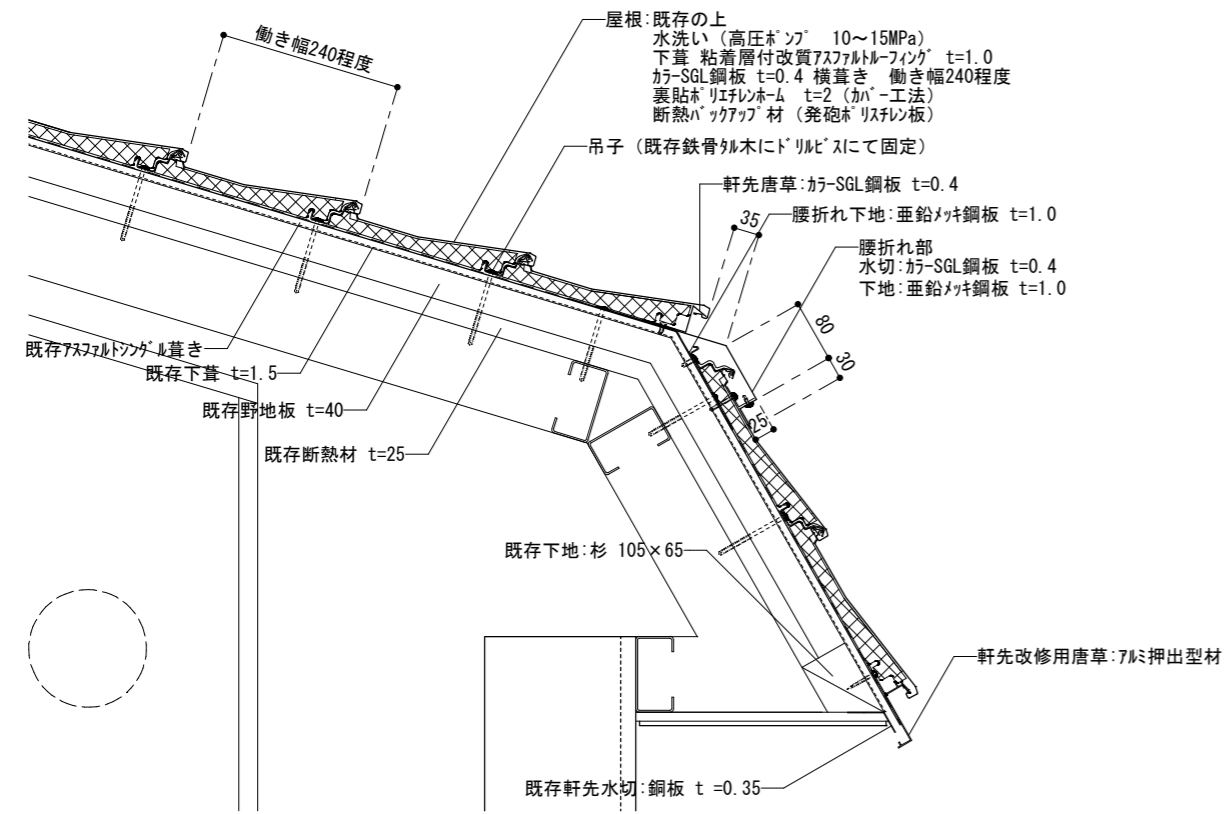 働き幅240程度
屋根:既存の上
水洗い（高圧ﾎﾟﾝﾌﾟ　10～15MPa）
下葺 粘着層付改質ｱｽﾌｧﾙﾄﾙｰﾌｨﾝｸﾞ t=1.0
ｶﾗｰSGL鋼板 t=0.4 横葺き　働き幅240程度
裏貼ﾎﾟﾘｴﾁﾚﾝﾎｰﾑ　t=2（ｶﾊﾞｰ工法）
断熱ﾊﾞｯｸｱｯﾌﾟ材（発砲ﾎﾟﾘｽﾁﾚﾝ板）
吊子（既存鉄骨ﾀﾙ木にﾄﾞﾘﾙﾋﾞｽにて固定）
軒先唐草:ｶﾗｰSGL鋼板 t=0.4
35
腰折れ下地:亜鉛ﾒｯｷ鋼板 t=1.0
腰折れ部
水切:ｶﾗｰSGL鋼板 t=0.4
下地:亜鉛ﾒｯｷ鋼板 t=1.0
80
30
25
既存ｱｽﾌｧﾙﾄｼﾝｸﾞﾙ葺き
既存下葺 t=1.5
既存野地板 t=40
既存断熱材 t=25
既存下地:杉 105×65
軒先改修用唐草:ｱﾙﾐ押出型材
既存軒先水切:銅板 t =0.35